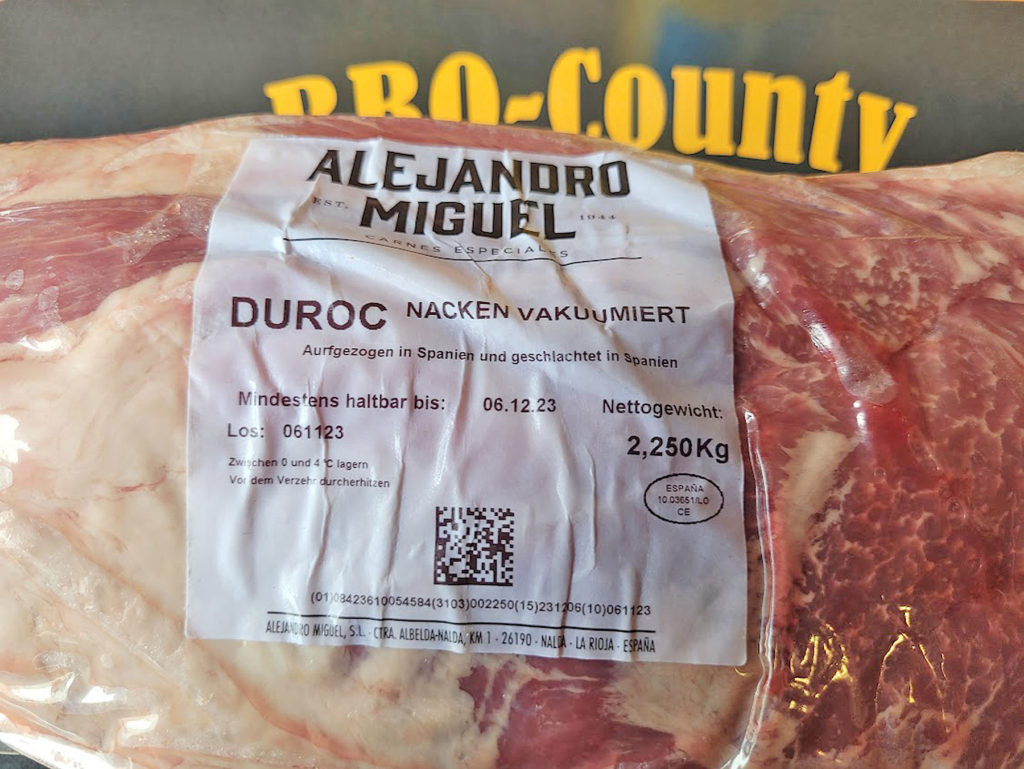 BBQ-County
ALEJANDRO
EST. MIGUEL 1944
CARNES ESPECIALES
DUROC NACKEN VAKUUMIERT
Aurfgezogen in Spanien und geschlachtet in Spanien
Mindestens haltbar bis: 06.12.23 Nettogewicht:
Los: 061123
2,250Kg
Zwischen 0 und 4°C lagern
Vor dem Verzehr durcherhitzen
ESPAÑA
10.03651/LO
CE
(01)08423610054584(3103)002250(15)231206(10)061123
ALEJANDRO MIGUEL, S.L. - CTRA. ALBELDA-NALDA, KM 1 - 26190 - NALDA - LA RIOJA - ESPAÑA